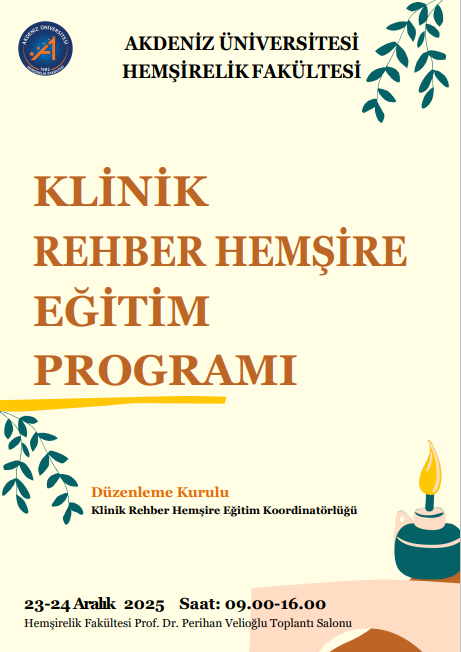 AKDENİZ ÜNİVERSİTESİ
HEMŞİRELİK FAKÜLTESİ
KLİNİK
REHBER HEMŞİRE
EĞİTİM
PROGRAMI
Düzenleme Kurulu
Klinik Rehber Hemşire Eğitim Koordinatörlüğü
23-24 Aralık 2025 Saat: 09.00-16.00
Hemşirelik Fakültesi Prof. Dr. Perihan Velioğlu Toplantı Salonu